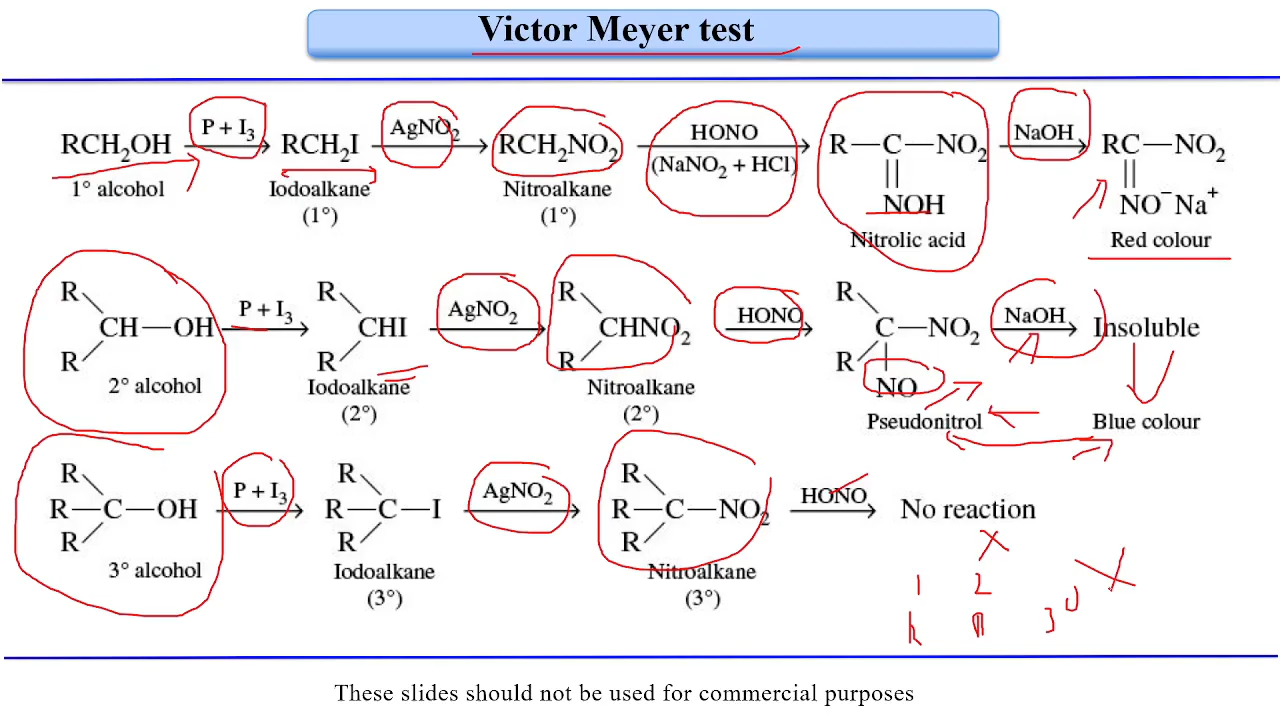 Victor Meyer test
RCH₂OH P + I₃ RCH₂I AgNO₂ RCH₂NO₂ HONO (NaNO₂ + HCl) R—C—NO₂ NaOH RC—NO₂
NOH NO⁻Na⁺
1° alcohol Iodoalkane Nitroalkane Nitrolic acid Red colour
(1°) (1°)
R R R R
CH—OH P + I₃ CHI AgNO₂ CHNO₂ HONO C—NO₂ NaOH Insoluble
R R R R NO
2° alcohol Iodoalkane Nitroalkane Pseudonitrol Blue colour
(2°) (2°)
R R R
R—C—OH P + I₃ R—C—I AgNO₂ R—C—NO₂ HONO No reaction
R R R
3° alcohol Iodoalkane Nitroalkane
(3°) (3°)
1 2
These slides should not be used for commercial purposes